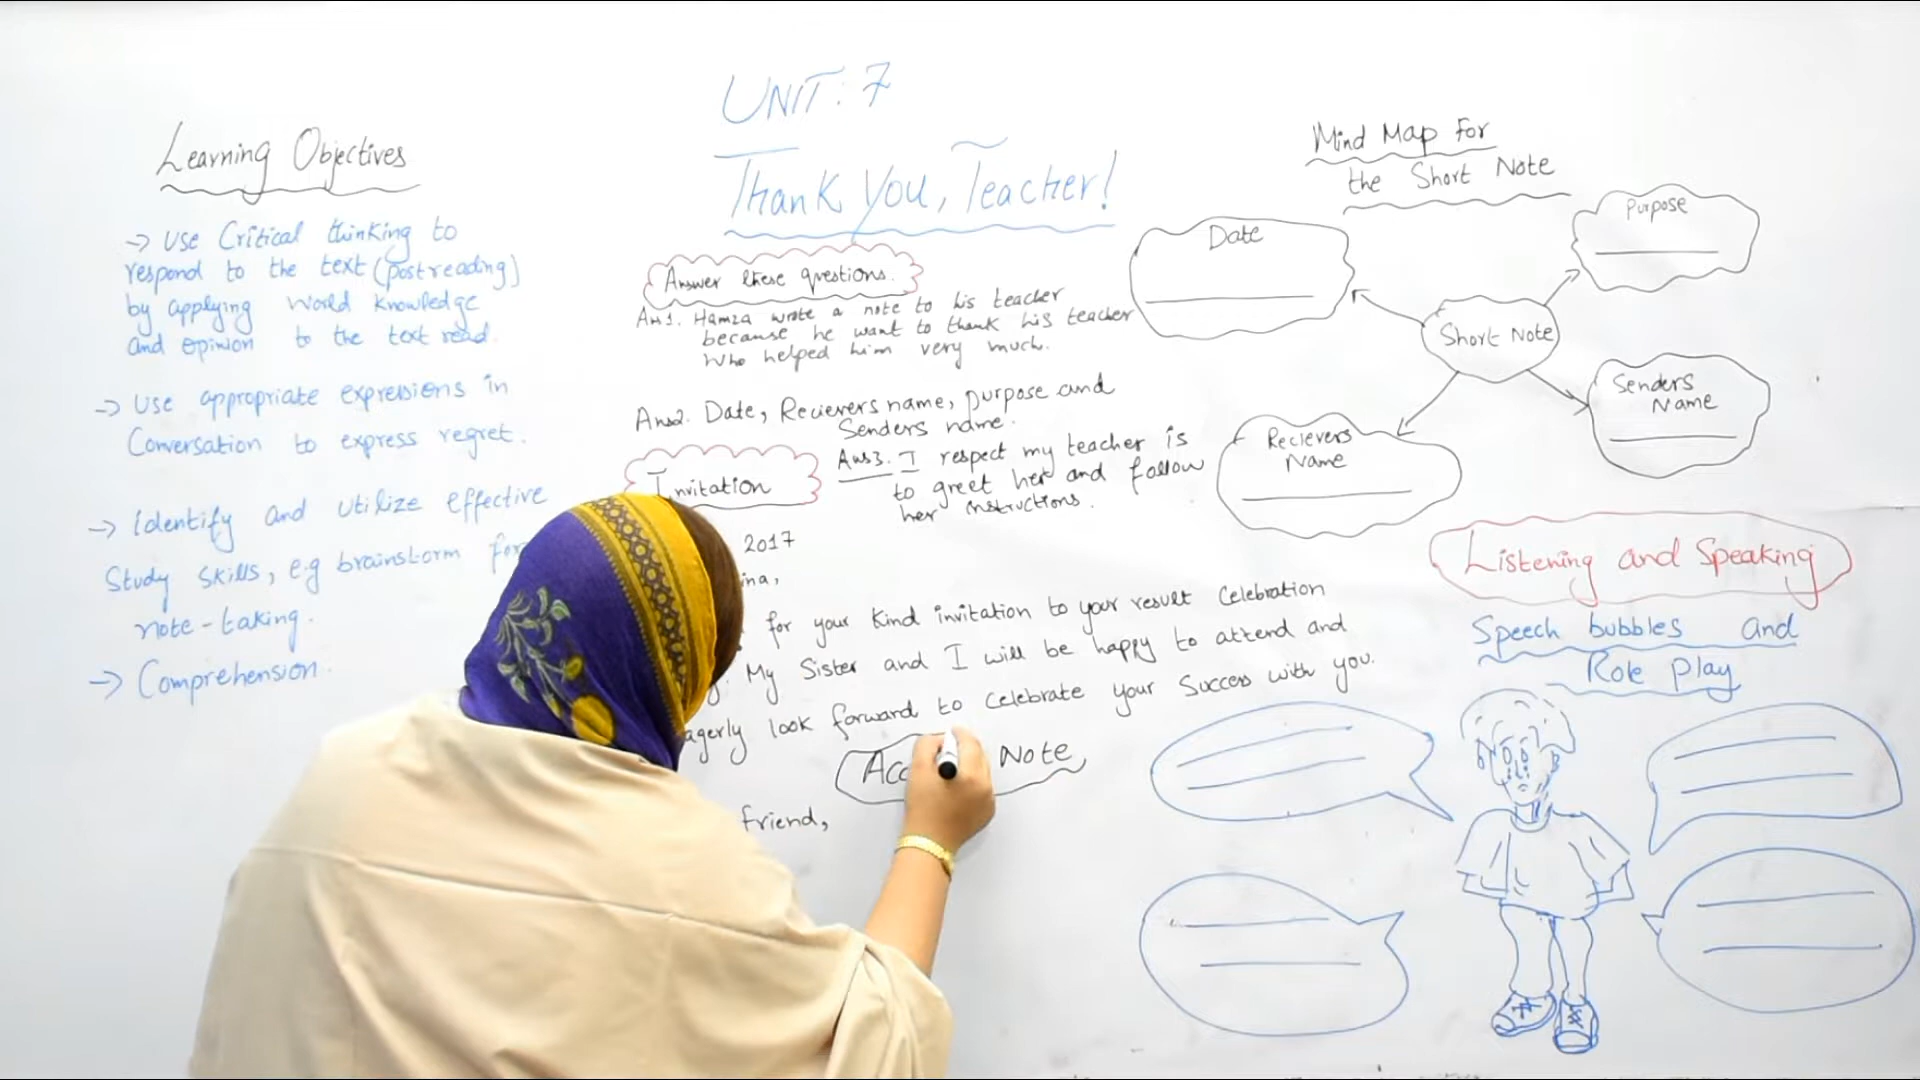 UNIT: 7
Thank You, Teacher!
Learning Objectives
→ Use Critical thinking to
respond to the text (post reading)
by applying world knowledge
and opinion to the text read.
→ Use appropriate expressions in
Conversation to express regret.
→ Identify and utilize effective
Study skills, e.g brainstorm for
note-taking.
→ Comprehension.
Answer these questions.
Ans1. Hamza wrote a note to his teacher
because he want to thank his teacher
who helped him very much.
Ans2. Date, Recievers name, purpose and
Senders name.
Ans3. I respect my teacher is
to greet her and follow
her instructions.
Invitation
2017
for your kind invitation to your result celebration
My Sister and I will be happy to attend and
look forward to celebrate your success with you.
Note
friend,
Mind Map For
the Short Note
Date
Purpose
Short Note
Senders
Name
Recievers
Name
Listening and Speaking
Speech bubbles and
Role Play